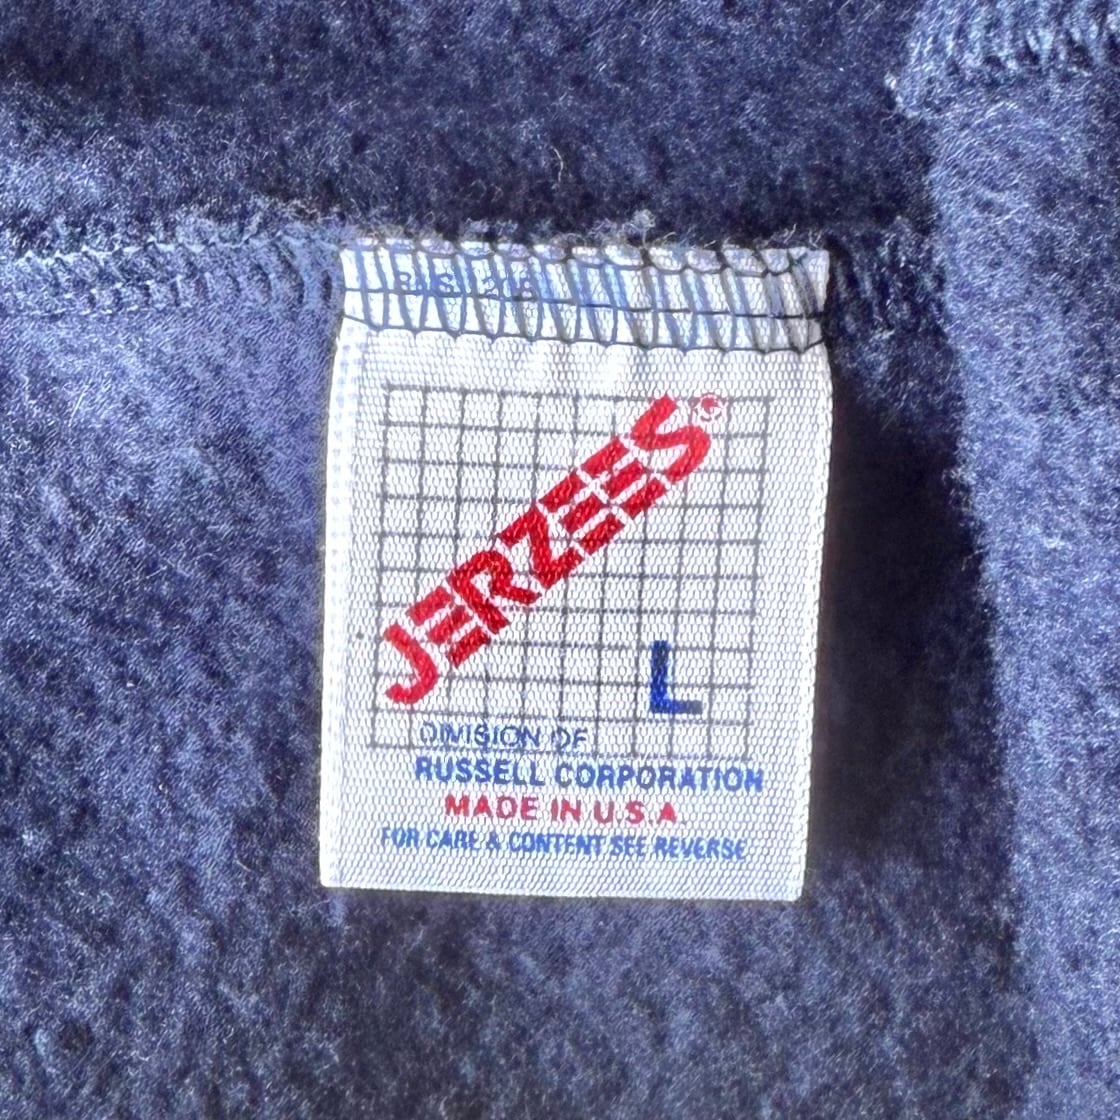 JERZEES®
L
DIVISION OF
RUSSELL CORPORATION
MADE IN U.S.A
FOR CARE & CONTENT SEE REVERSE